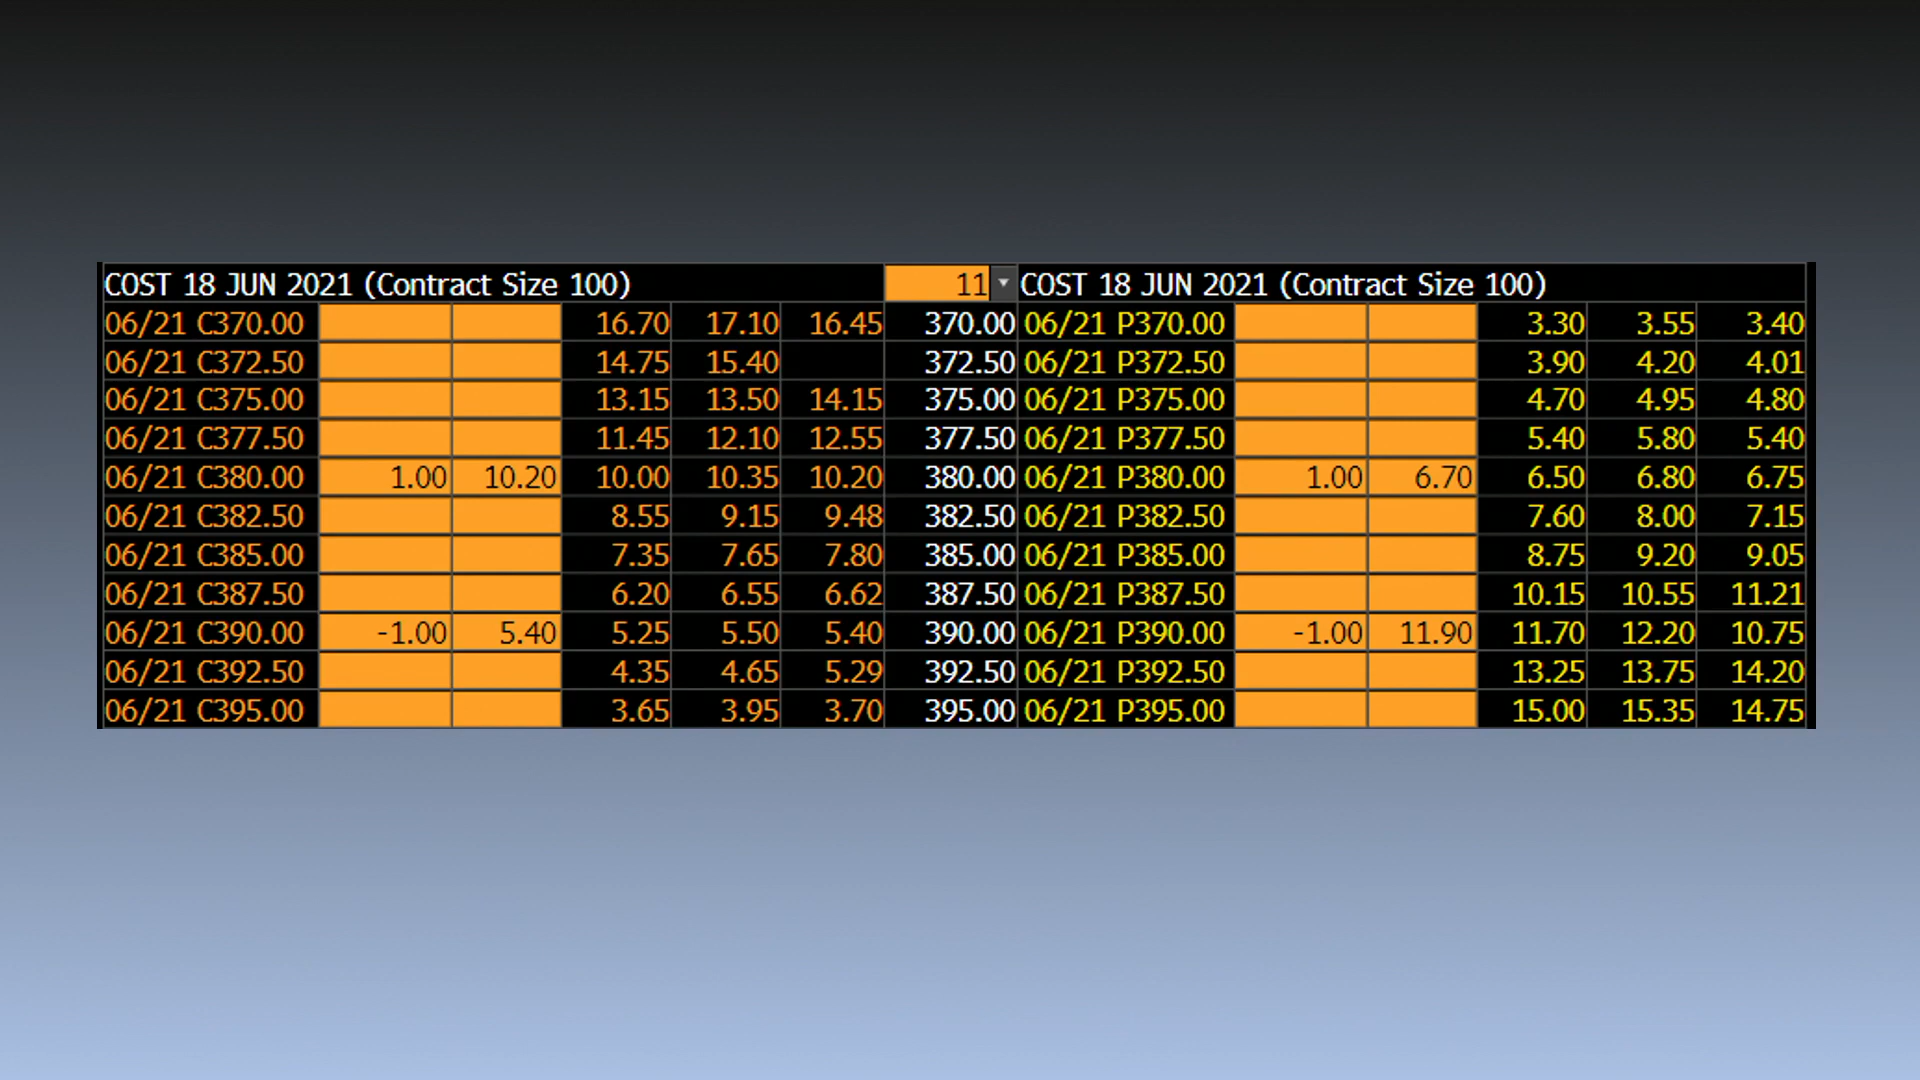 COST 18 JUN 2021 (Contract Size 100) 11 COST 18 JUN 2021 (Contract Size 100)
06/21 C370.00 16.70 17.10 16.45 370.00 06/21 P370.00 3.30 3.55 3.40
06/21 C372.50 14.75 15.40 372.50 06/21 P372.50 3.90 4.20 4.01
06/21 C375.00 13.15 13.50 14.15 375.00 06/21 P375.00 4.70 4.95 4.80
06/21 C377.50 11.45 12.10 12.55 377.50 06/21 P377.50 5.40 5.80 5.40
06/21 C380.00 1.00 10.20 10.00 10.35 10.20 380.00 06/21 P380.00 1.00 6.70 6.50 6.80 6.75
06/21 C382.50 8.55 9.15 9.48 382.50 06/21 P382.50 7.60 8.00 7.15
06/21 C385.00 7.35 7.65 7.80 385.00 06/21 P385.00 8.75 9.20 9.05
06/21 C387.50 6.20 6.55 6.62 387.50 06/21 P387.50 10.15 10.55 11.21
06/21 C390.00 -1.00 5.40 5.25 5.50 5.40 390.00 06/21 P390.00 -1.00 11.90 11.70 12.20 10.75
06/21 C392.50 4.35 4.65 5.29 392.50 06/21 P392.50 13.25 13.75 14.20
06/21 C395.00 3.65 3.95 3.70 395.00 06/21 P395.00 15.00 15.35 14.75